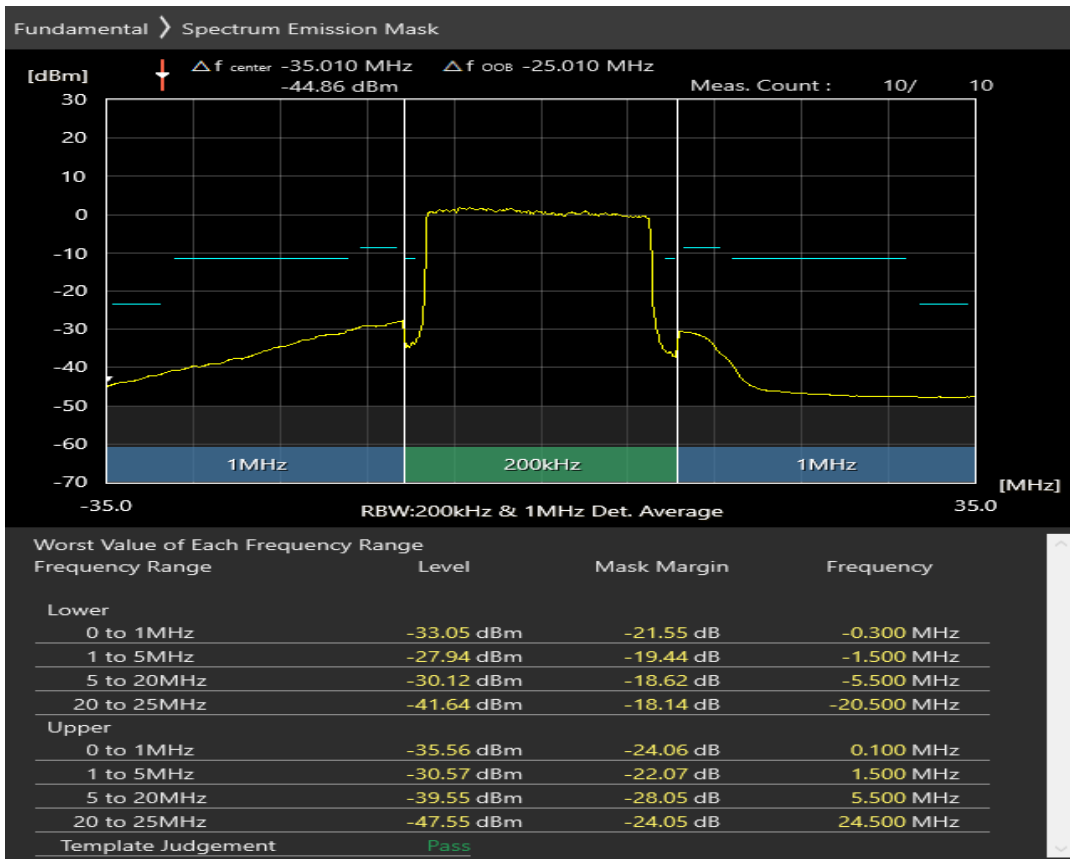 Fundamental ❯ Spectrum Emission Mask
[dBm] △f center -35.010 MHz △f OOB -25.010 MHz
-44.86 dBm Meas. Count : 10/ 10
30
20
10
0
-10
-20
-30
-40
-50
-60
1MHz 200kHz 1MHz
-70
[MHz]
-35.0 RBW:200kHz & 1MHz Det. Average 35.0
Worst Value of Each Frequency Range
Frequency Range Level Mask Margin Frequency
Lower
0 to 1MHz -33.05 dBm -21.55 dB -0.300 MHz
1 to 5MHz -27.94 dBm -19.44 dB -1.500 MHz
5 to 20MHz -30.12 dBm -18.62 dB -5.500 MHz
20 to 25MHz -41.64 dBm -18.14 dB -20.500 MHz
Upper
0 to 1MHz -35.56 dBm -24.06 dB 0.100 MHz
1 to 5MHz -30.57 dBm -22.07 dB 1.500 MHz
5 to 20MHz -39.55 dBm -28.05 dB 5.500 MHz
20 to 25MHz -47.55 dBm -24.05 dB 24.500 MHz
Template Judgement Pass